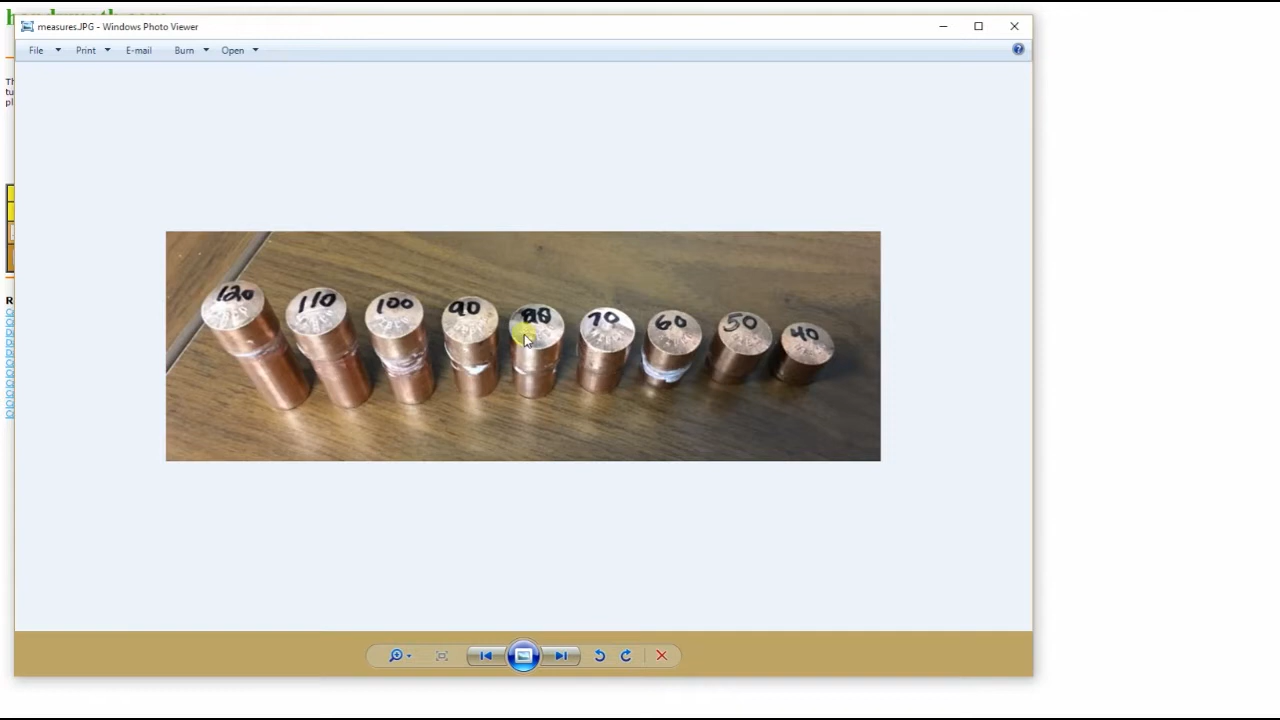 measures.JPG - Windows Photo Viewer
File Print E-mail Burn Open
120 110 100 90 80 70 60 50 40